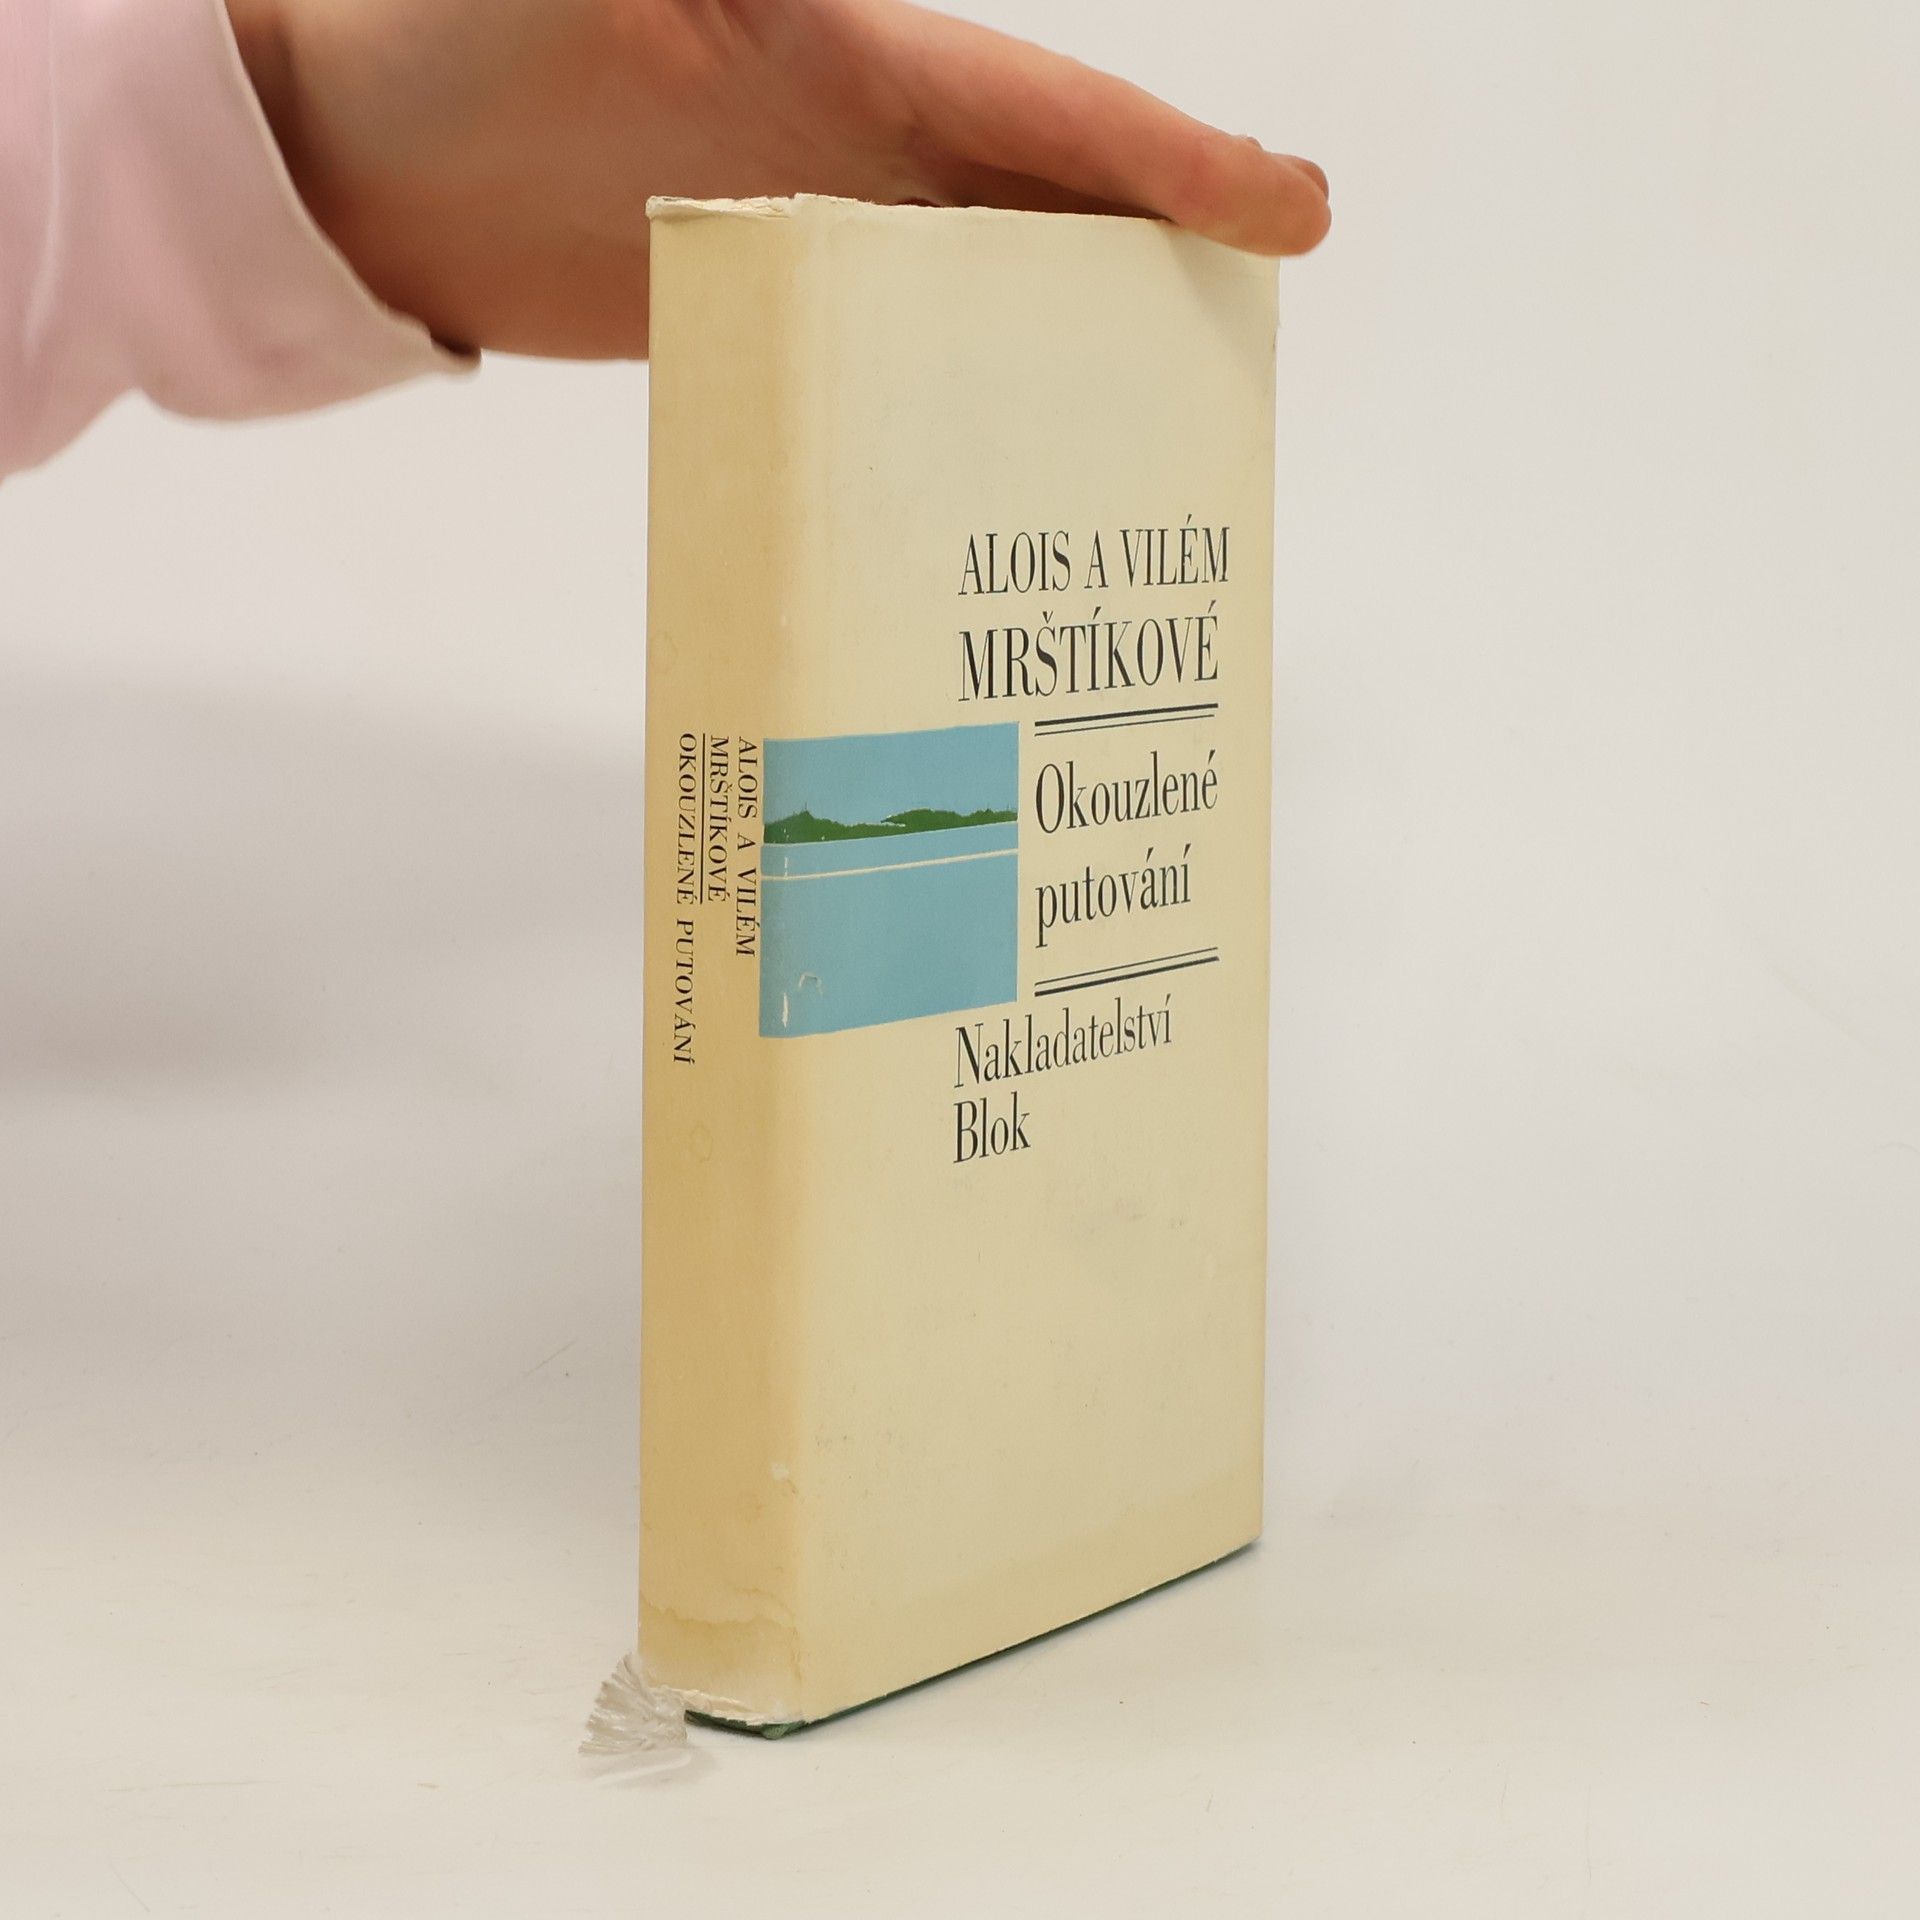 ALOIS A VILÉM
MRŠTÍKOVÉ
OKOUZLENÉ PUTOVÁNÍ
ALOIS A VILÉM
MRŠTÍKOVÉ
Okouzlené
putování
Nakladatelství
Blok